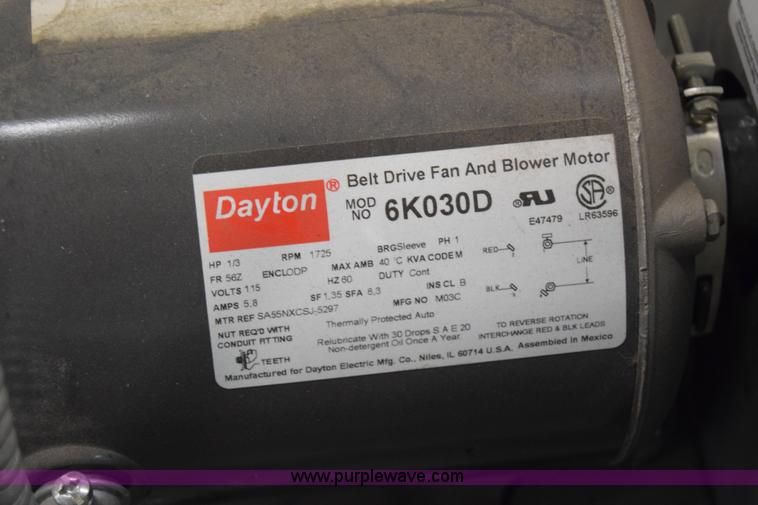 Dayton ®
Belt Drive Fan And Blower Motor
MOD NO 6K030D
E47479
LR63596
HP 1/3 RPM 1725 BRGSleeve PH 1
FR 56Z ENCLODP MAX AMB 40 °C KVA CODE M
VOLTS 115 HZ 60 DUTY Cont
AMPS 5.8 SF 1.35 SFA 6.3 INS CL B
MTR REF SA55NXCSJ-5297 MFG NO M03C
RED
BLK
LINE
NUT REQ'D WITH
CONDUIT FITTING
TEETH
Thermally Protected Auto
Relubricate With 30 Drops S A E 20
Non-detergent Oil Once A Year
TO REVERSE ROTATION
INTERCHANGE RED & BLK LEADS
Manufactured for Dayton Electric Mfg. Co., Niles, IL 60714 U.S.A. Assembled in Mexico
www.purplewave.com